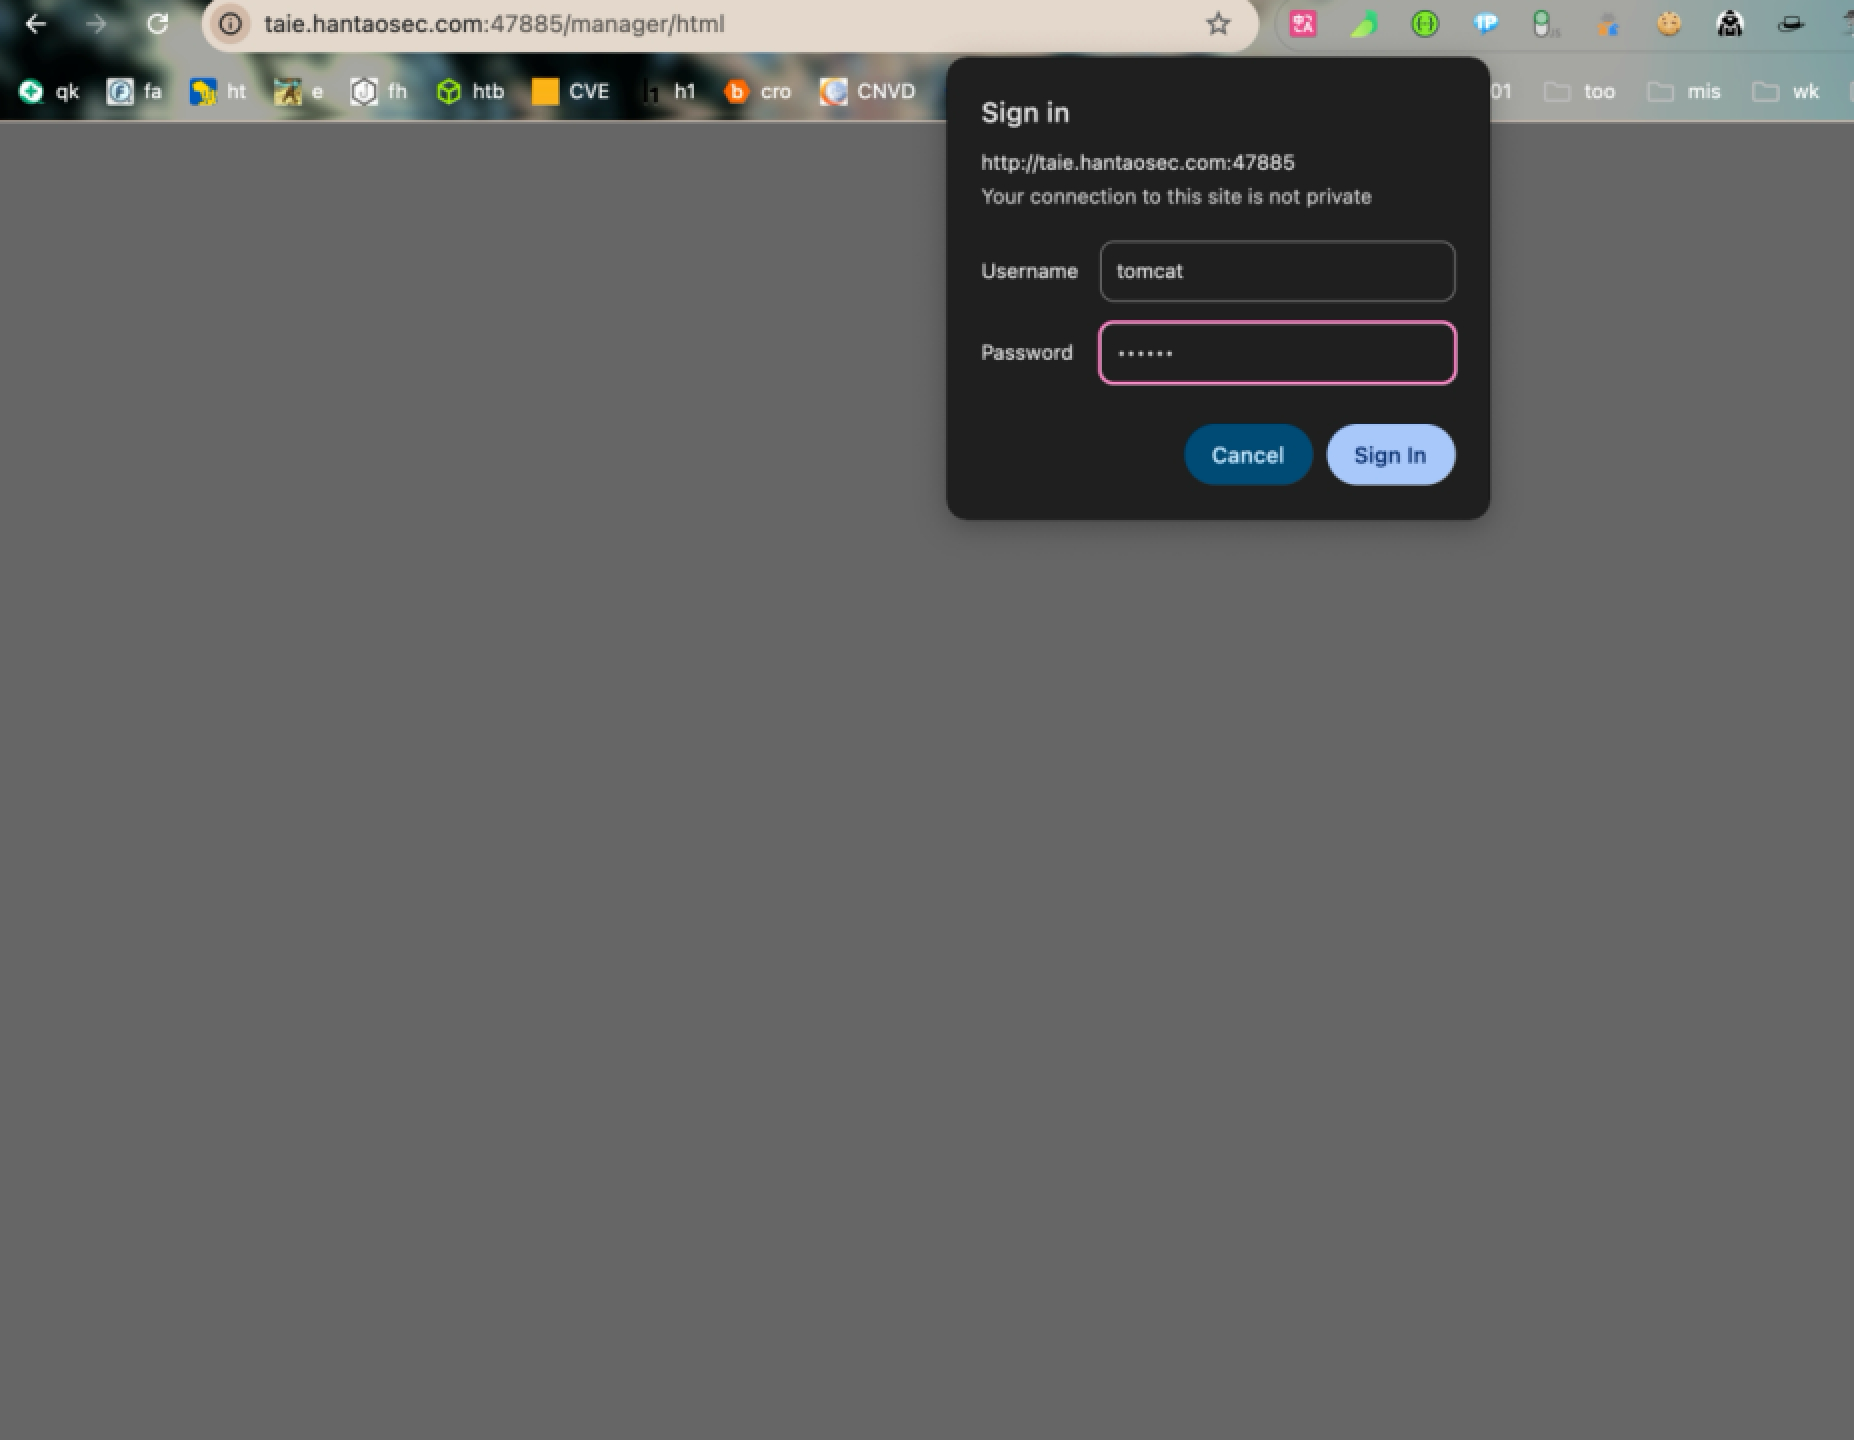 taie.hantaosec.com:47885/manager/html
qk fa ht e fh htb CVE h1 cro CNVD 01 too mis wk
Sign in
http://taie.hantaosec.com:47885
Your connection to this site is not private
Username tomcat
Password ••••••
Cancel Sign In